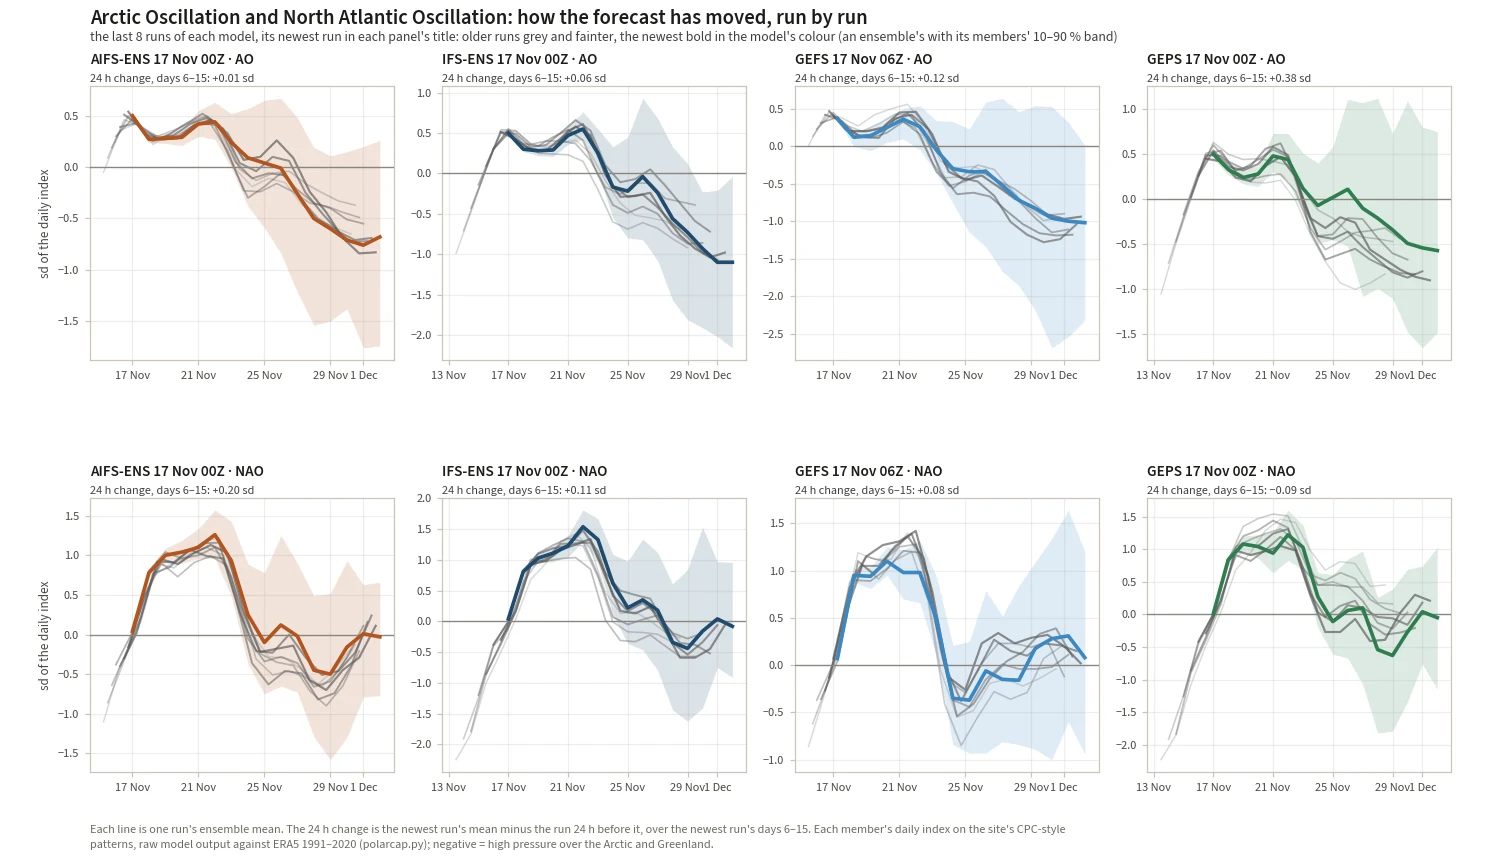 Arctic Oscillation and North Atlantic Oscillation: how the forecast has moved, run by run
the last 8 runs of each model, its newest run in each panel's title: older runs grey and fainter, the newest bold in the model's colour (an ensemble's with its members' 10–90 % band)
AIFS-ENS 17 Nov 00Z · AO
24 h change, days 6–15: +0.01 sd
sd of the daily index
0.5
0.0
−0.5
−1.0
−1.5
17 Nov 21 Nov 25 Nov 29 Nov 1 Dec
IFS-ENS 17 Nov 00Z · AO
24 h change, days 6–15: +0.06 sd
1.0
0.5
0.0
−0.5
−1.0
−1.5
−2.0
13 Nov 17 Nov 21 Nov 25 Nov 29 Nov 1 Dec
GEFS 17 Nov 06Z · AO
24 h change, days 6–15: +0.12 sd
0.5
0.0
−0.5
−1.0
−1.5
−2.0
−2.5
17 Nov 21 Nov 25 Nov 29 Nov 1 Dec
GEPS 17 Nov 00Z · AO
24 h change, days 6–15: +0.38 sd
1.0
0.5
0.0
−0.5
−1.0
−1.5
13 Nov 17 Nov 21 Nov 25 Nov 29 Nov 1 Dec
AIFS-ENS 17 Nov 00Z · NAO
24 h change, days 6–15: +0.20 sd
sd of the daily index
1.5
1.0
0.5
0.0
−0.5
−1.0
−1.5
17 Nov 21 Nov 25 Nov 29 Nov 1 Dec
IFS-ENS 17 Nov 00Z · NAO
24 h change, days 6–15: +0.11 sd
2.0
1.5
1.0
0.5
0.0
−0.5
−1.0
−1.5
−2.0
13 Nov 17 Nov 21 Nov 25 Nov 29 Nov 1 Dec
GEFS 17 Nov 06Z · NAO
24 h change, days 6–15: +0.08 sd
1.5
1.0
0.5
0.0
−0.5
−1.0
17 Nov 21 Nov 25 Nov 29 Nov 1 Dec
GEPS 17 Nov 00Z · NAO
24 h change, days 6–15: −0.09 sd
1.5
1.0
0.5
0.0
−0.5
−1.0
−1.5
−2.0
13 Nov 17 Nov 21 Nov 25 Nov 29 Nov 1 Dec
Each line is one run's ensemble mean. The 24 h change is the newest run's mean minus the run 24 h before it, over the newest run's days 6–15. Each member's daily index on the site's CPC-style
patterns, raw model output against ERA5 1991–2020 (polarcap.py); negative = high pressure over the Arctic and Greenland.